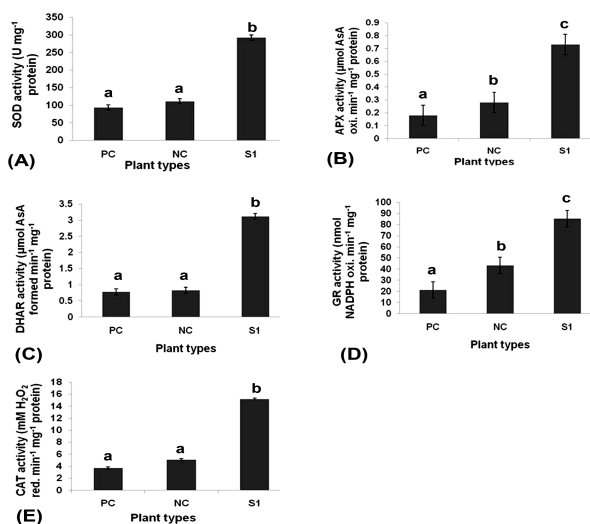 SOD activity (U mg-1
protein)
350
300
250
200
150
100
50
0
a
a
b
PC
NC
S1
Plant types
(A)
APX activity (µmol AsA
oxi. min-1 mg-1 protein)
0.9
0.8
0.7
0.6
0.5
0.4
0.3
0.2
0.1
0
a
b
c
PC
NC
S1
Plant types
(B)
DHAR activity (µmol AsA
formed min-1 mg-1
protein)
3.5
3
2.5
2
1.5
1
0.5
0
a
a
b
PC
NC
S1
Plant types
(C)
GR activity (nmol
NADPH oxi. min-1 mg-1
protein)
100
90
80
70
60
50
40
30
20
10
0
a
b
c
PC
NC
S1
Plant types
(D)
CAT activity (mM H2O2
red. min-1 mg-1 protein)
18
16
14
12
10
8
6
4
2
0
a
a
b
PC
NC
S1
Plant types
(E)